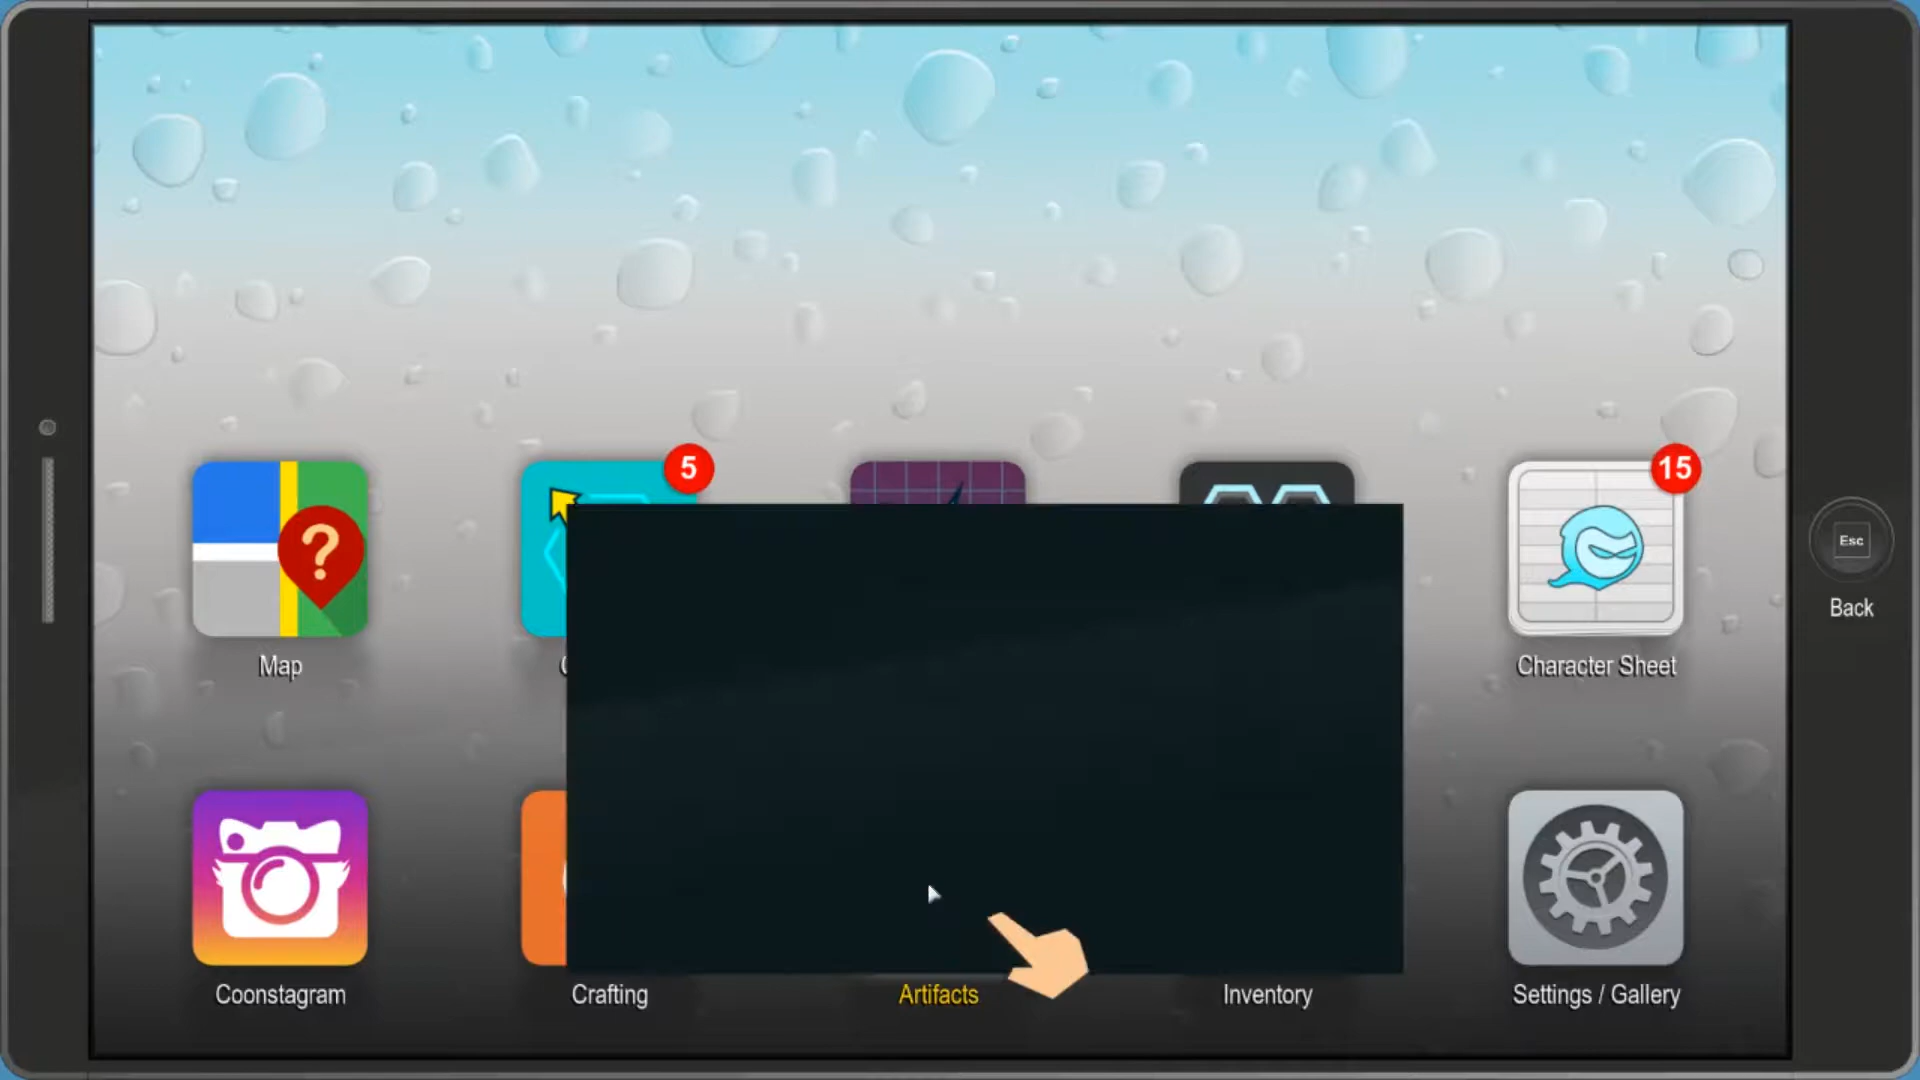 5
15
?
Esc
Map
Character Sheet
Back
Coonstagram
Crafting
Artifacts
Inventory
Settings / Gallery